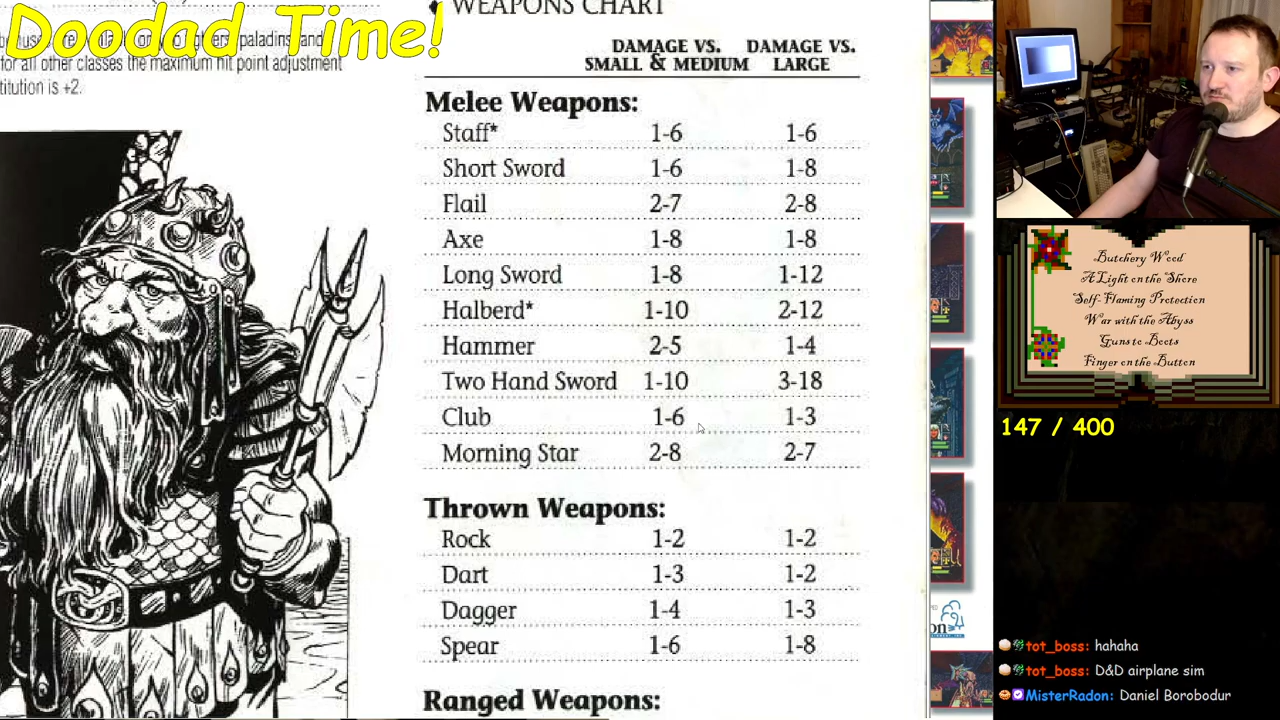 Doodad Time!
for all other classes the maximum hit point adjustment
titution is +2.
WEAPONS CHART
DAMAGE VS. SMALL & MEDIUM
DAMAGE VS. LARGE
Melee Weapons:
Staff* 1-6 1-6
Short Sword 1-6 1-8
Flail 2-7 2-8
Axe 1-8 1-8
Long Sword 1-8 1-12
Halberd* 1-10 2-12
Hammer 2-5 1-4
Two Hand Sword 1-10 3-18
Club 1-6 1-3
Morning Star 2-8 2-7
Thrown Weapons:
Rock 1-2 1-2
Dart 1-3 1-2
Dagger 1-4 1-3
Spear 1-6 1-8
Ranged Weapons:
Butchery Wood
A Light on the Shore
Self-Flaming Protection
War with the Abyss
Guns to Boots
Finger on the Button
147 / 400
tot_boss: hahaha
tot_boss: D&D airplane sim
MisterRadon: Daniel Borobodur